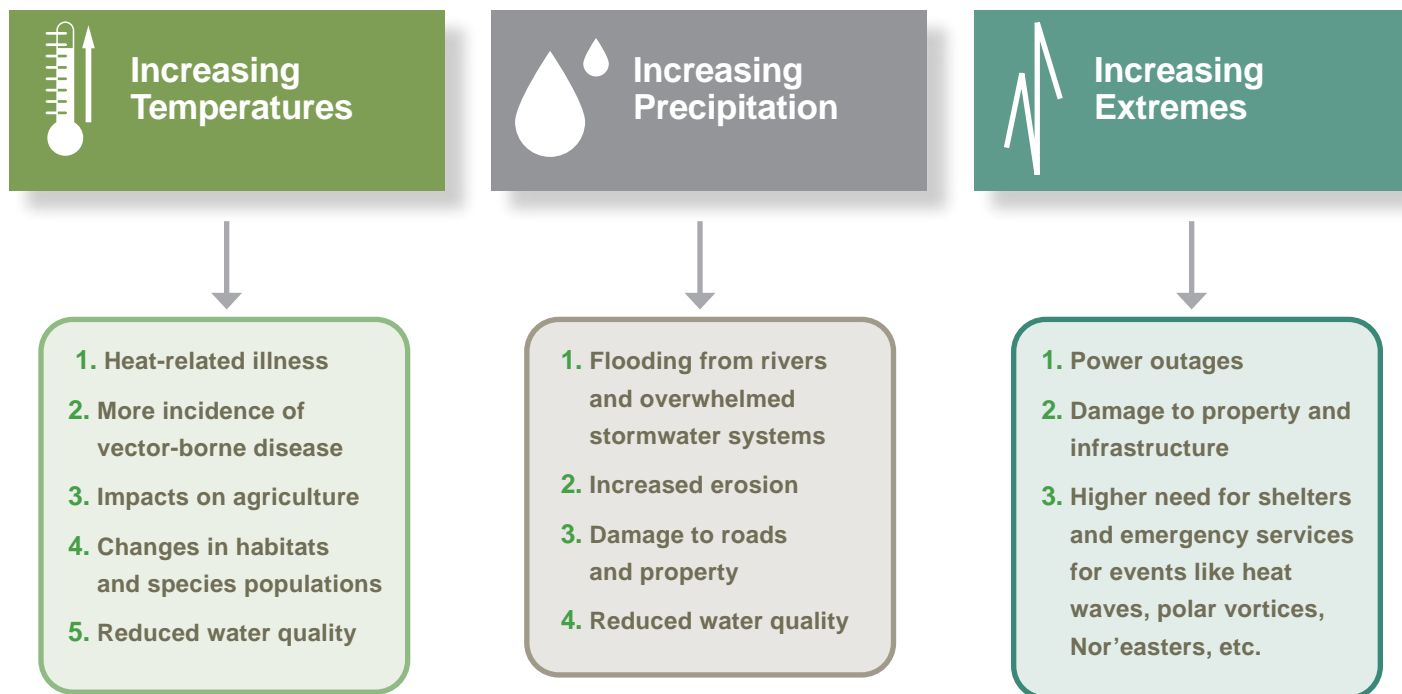 Increasing
Temperatures
Increasing
Precipitation
Increasing
Extremes
1. Heat-related illness
2. More incidence of
vector-borne disease
3. Impacts on agriculture
4. Changes in habitats
and species populations
5. Reduced water quality
1. Flooding from rivers
and overwhelmed
stormwater systems
2. Increased erosion
3. Damage to roads
and property
4. Reduced water quality
1. Power outages
2. Damage to property and
infrastructure
3. Higher need for shelters
and emergency services
for events like heat
waves, polar vortices,
Nor’easters, etc.